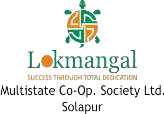 Lokmangal
SUCCESS THROUGH TOTAL DEDICATION
Multistate Co-Op. Society Ltd.
Solapur